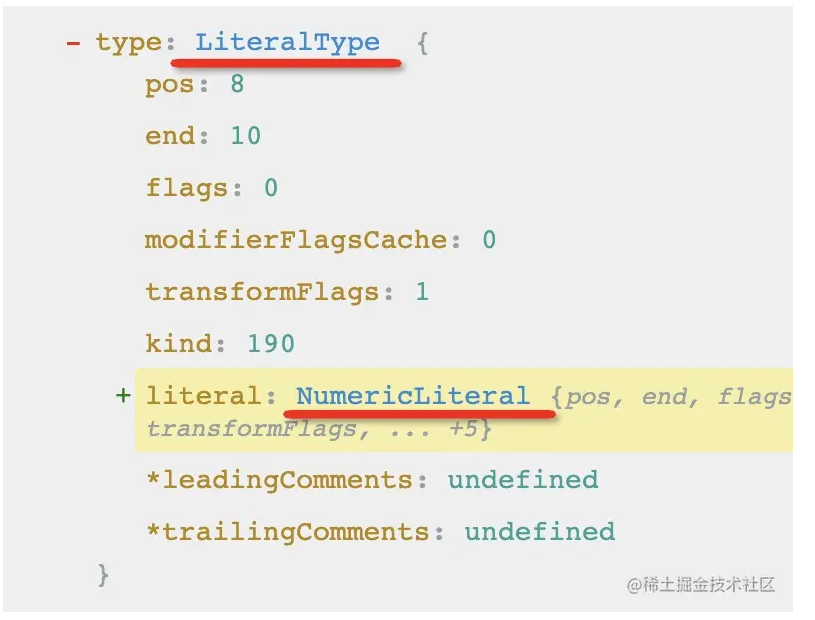 - type: LiteralType {
pos: 8
end: 10
flags: 0
modifierFlagsCache: 0
transformFlags: 1
kind: 190
+ literal: NumericLiteral {pos, end, flags
transformFlags, ... +5}
*leadingComments: undefined
*trailingComments: undefined
}
@稀土掘金技术社区